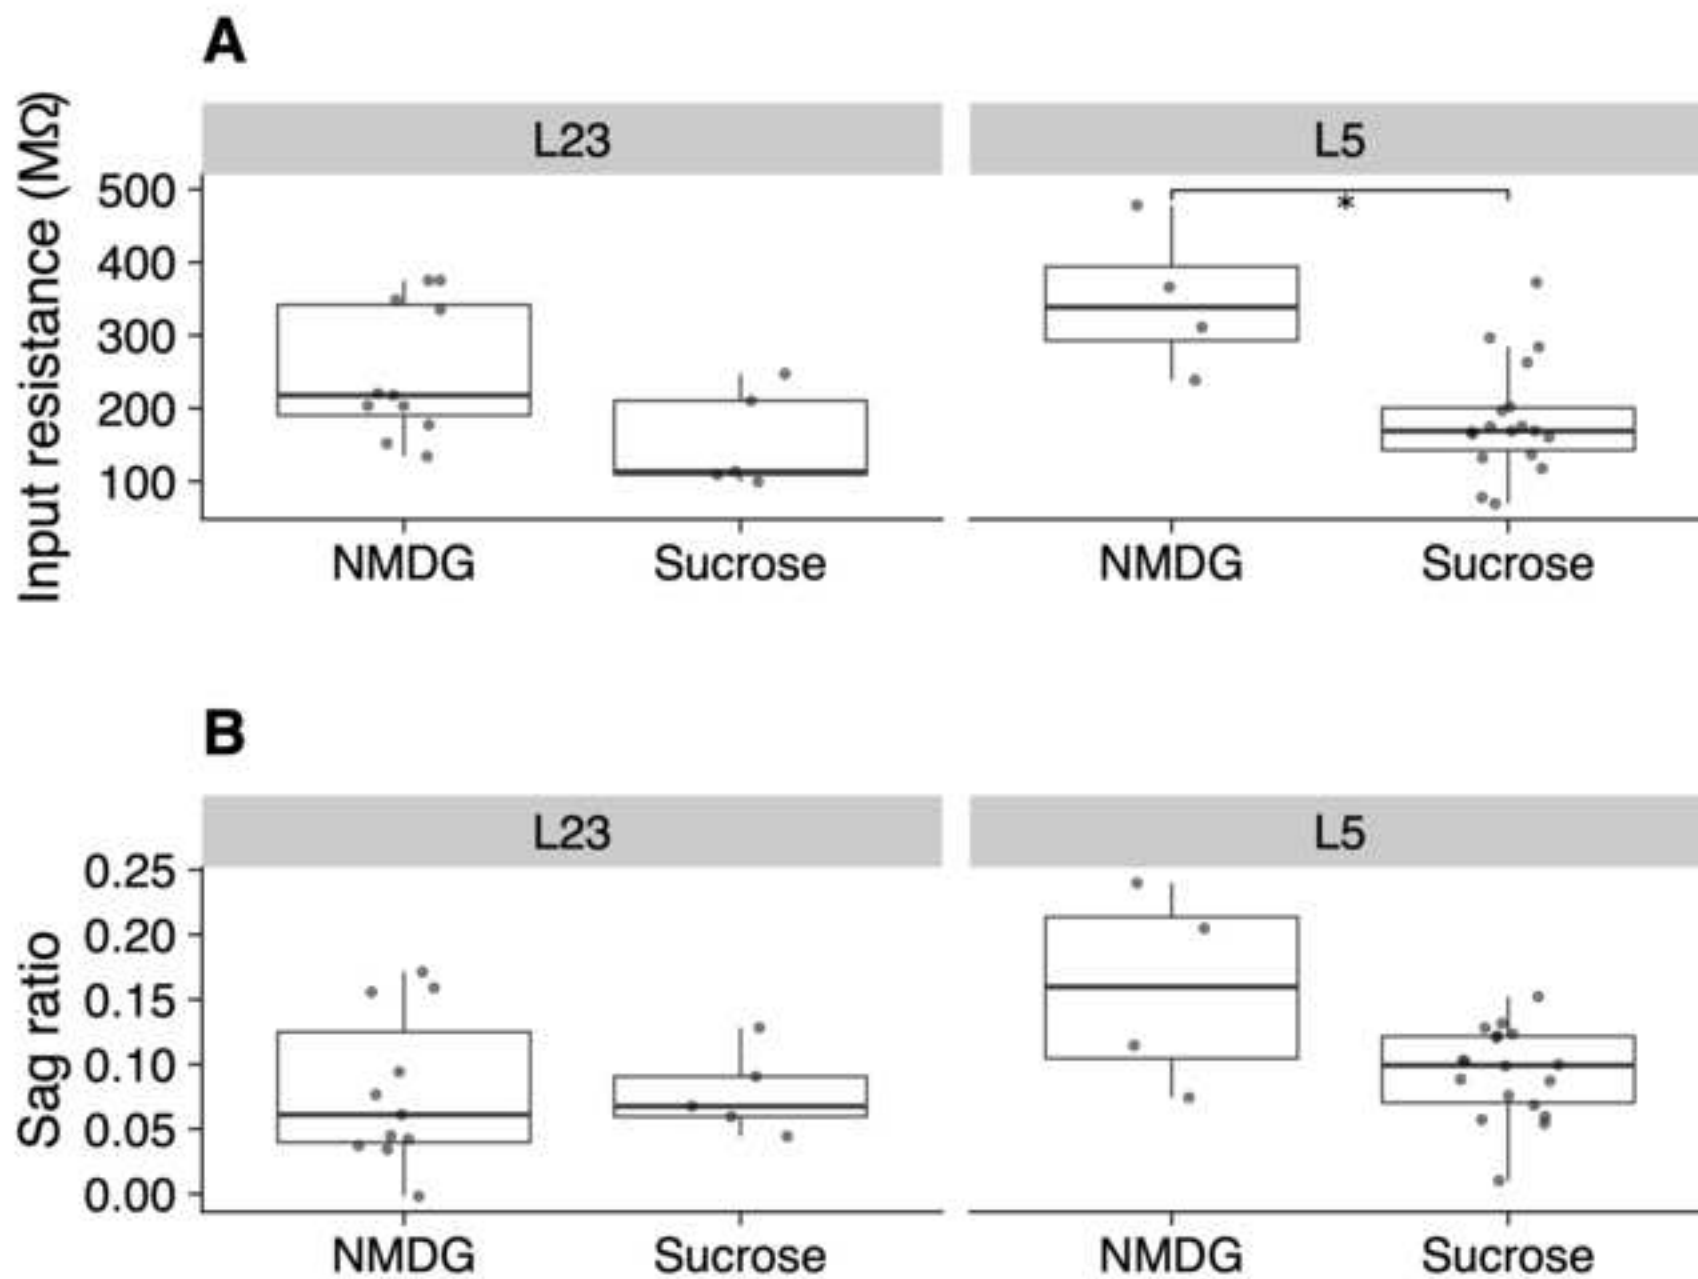 A
L23 L5
Input resistance (MΩ)
500
400
300
200
100
*
NMDG Sucrose NMDG Sucrose
B
L23 L5
Sag ratio
0.25
0.20
0.15
0.10
0.05
0.00
NMDG Sucrose NMDG Sucrose